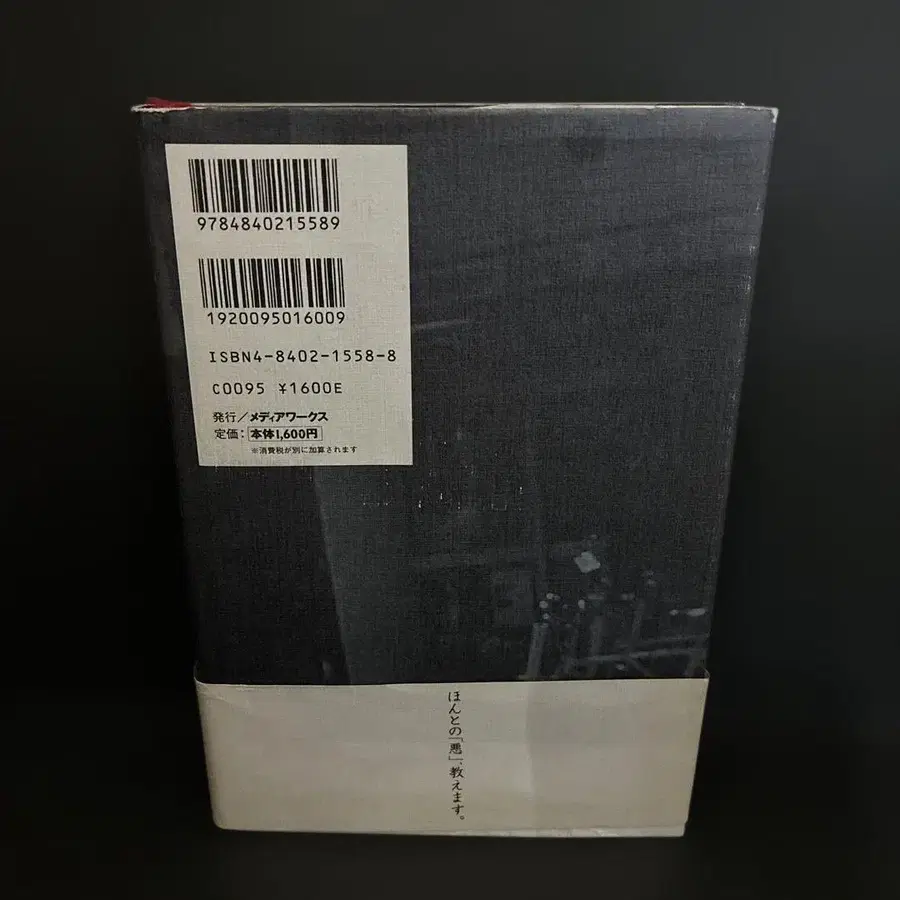 9784840215589
1920095016009
ISBN4-8402-1558-8
C0095 ¥1600E
発行／メディアワークス
定価：本体1,600円
※消費税が別に加算されます
ほんとの「悪」、教えます。